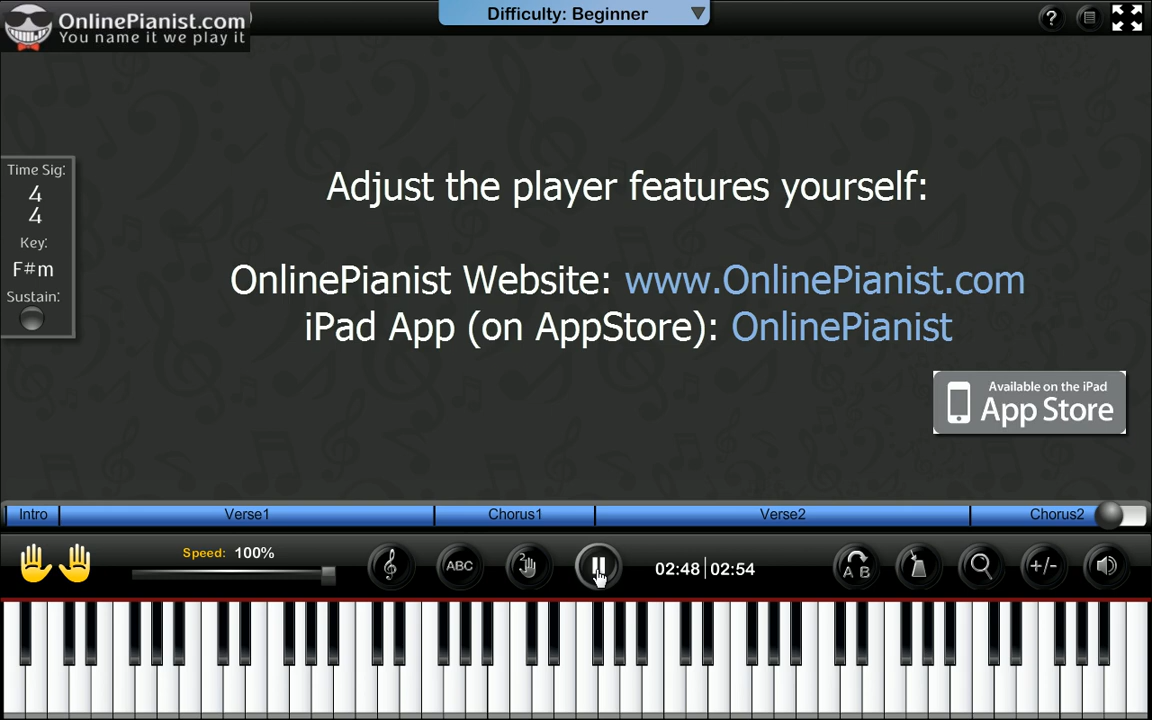 OnlinePianist.com
You name it we play it
Difficulty: Beginner
?
Time Sig:
4
4
Key:
F#m
Sustain:
Adjust the player features yourself:
OnlinePianist Website: www.OnlinePianist.com
iPad App (on AppStore): OnlinePianist
Available on the iPad
App Store
Intro Verse1 Chorus1 Verse2 Chorus2
Speed: 100%
ABC
2
02:48 | 02:54
A B
+/-